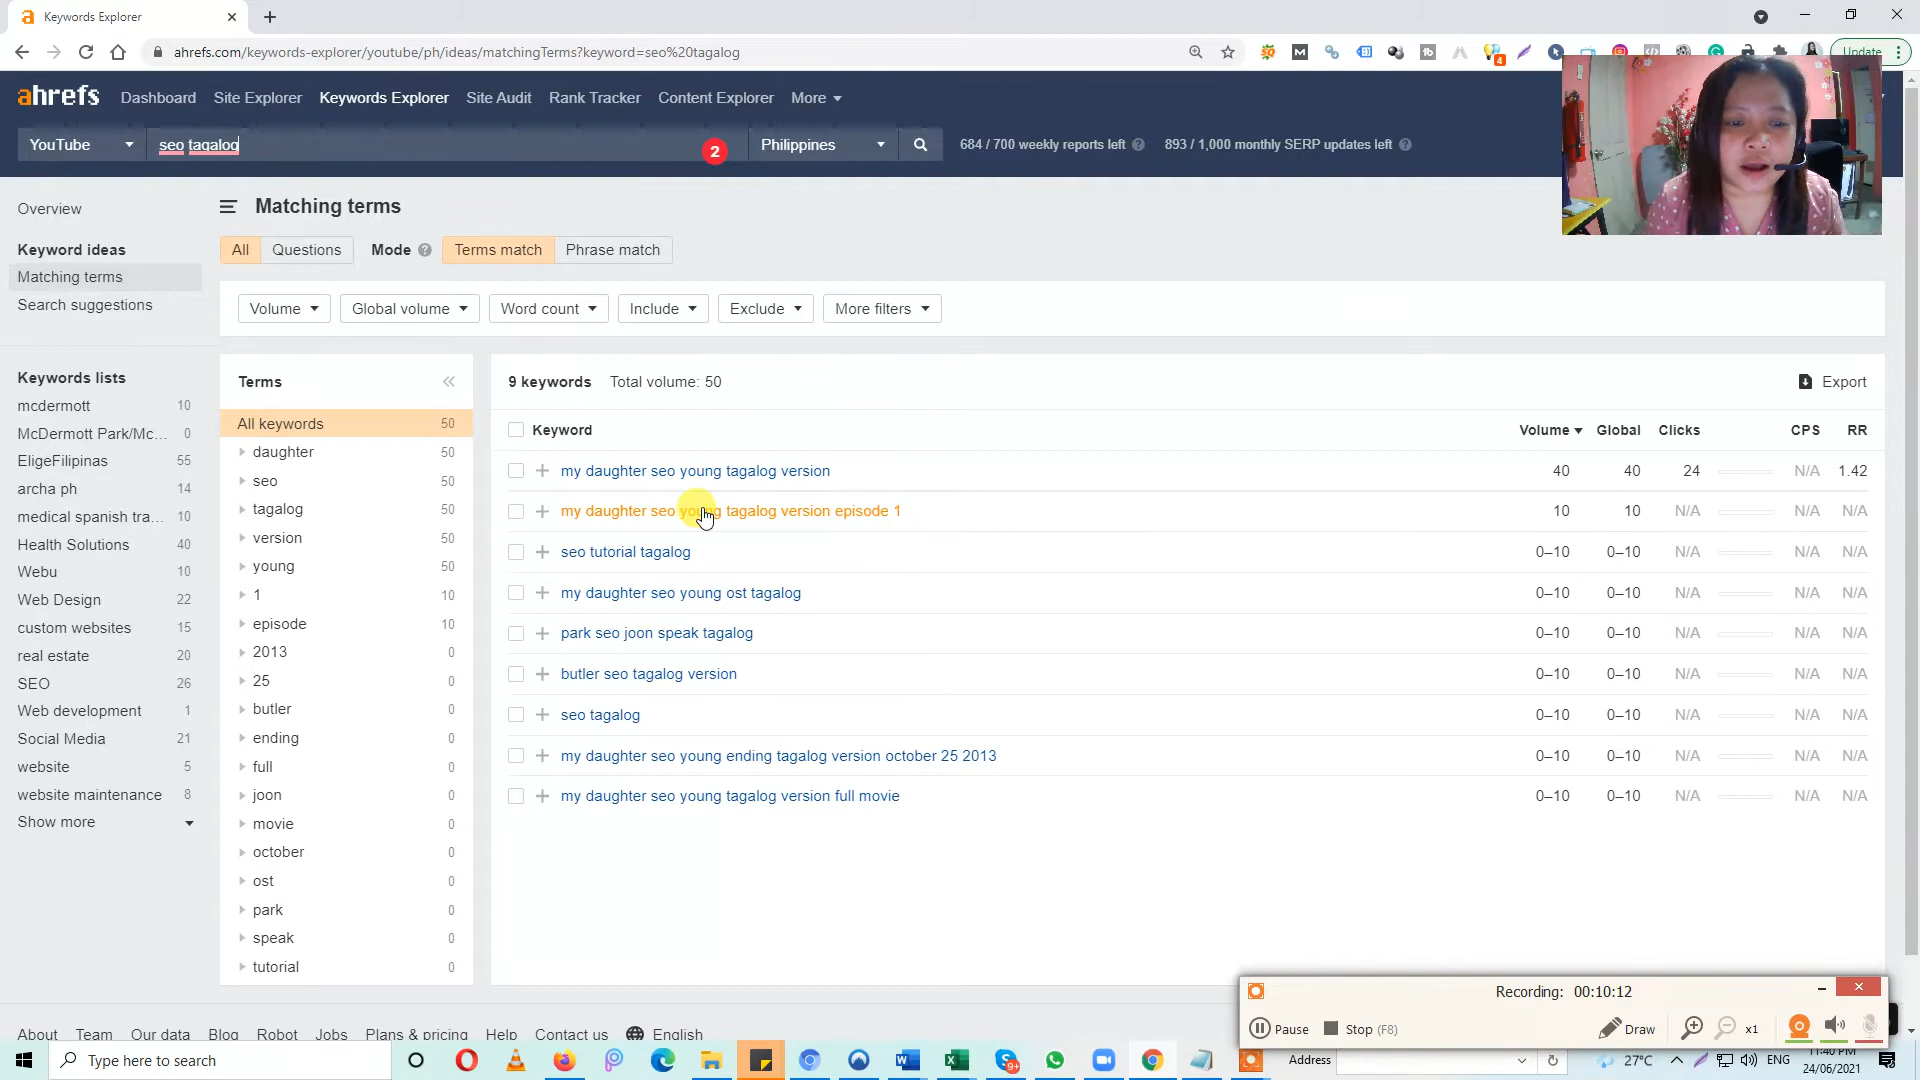 Keywords Explorer
ahrefs.com/keywords-explorer/youtube/ph/ideas/matchingTerms?keyword=seo%20tagalog
4
Update
ahrefs Dashboard Site Explorer Keywords Explorer Site Audit Rank Tracker Content Explorer More
YouTube seo tagalog 2 Philippines 684 / 700 weekly reports left 893 / 1,000 monthly SERP updates left
Overview
Keyword ideas
Matching terms
Search suggestions
Keywords lists
mcdermott 10
McDermott Park/Mc... 0
EligeFilipinas 55
archa ph 14
medical spanish tra... 10
Health Solutions 40
Webu 10
Web Design 22
custom websites 15
real estate 20
SEO 26
Web development 1
Social Media 21
website 5
website maintenance 8
Show more
Matching terms
All Questions Mode Terms match Phrase match
Volume Global volume Word count Include Exclude More filters
Terms
All keywords 50
daughter 50
seo 50
tagalog 50
version 50
young 50
1 10
episode 10
2013 0
25 0
butler 0
ending 0
full 0
joon 0
movie 0
october 0
ost 0
park 0
speak 0
tutorial 0
9 keywords Total volume: 50 Export
Keyword Volume Global Clicks CPS RR
my daughter seo young tagalog version 40 40 24 N/A 1.42
my daughter seo young tagalog version episode 1 10 10 N/A N/A N/A
seo tutorial tagalog 0–10 0–10 N/A N/A N/A
my daughter seo young ost tagalog 0–10 0–10 N/A N/A N/A
park seo joon speak tagalog 0–10 0–10 N/A N/A N/A
butler seo tagalog version 0–10 0–10 N/A N/A N/A
seo tagalog 0–10 0–10 N/A N/A N/A
my daughter seo young ending tagalog version october 25 2013 0–10 0–10 N/A N/A N/A
my daughter seo young tagalog version full movie 0–10 0–10 N/A N/A N/A
About Team Our data Blog Robot Jobs Plans & pricing Help Contact us English
Recording: 00:10:12
Pause Stop (F8) Draw x1
Type here to search
Address
27°C ENG
11:40 PM
24/06/2021